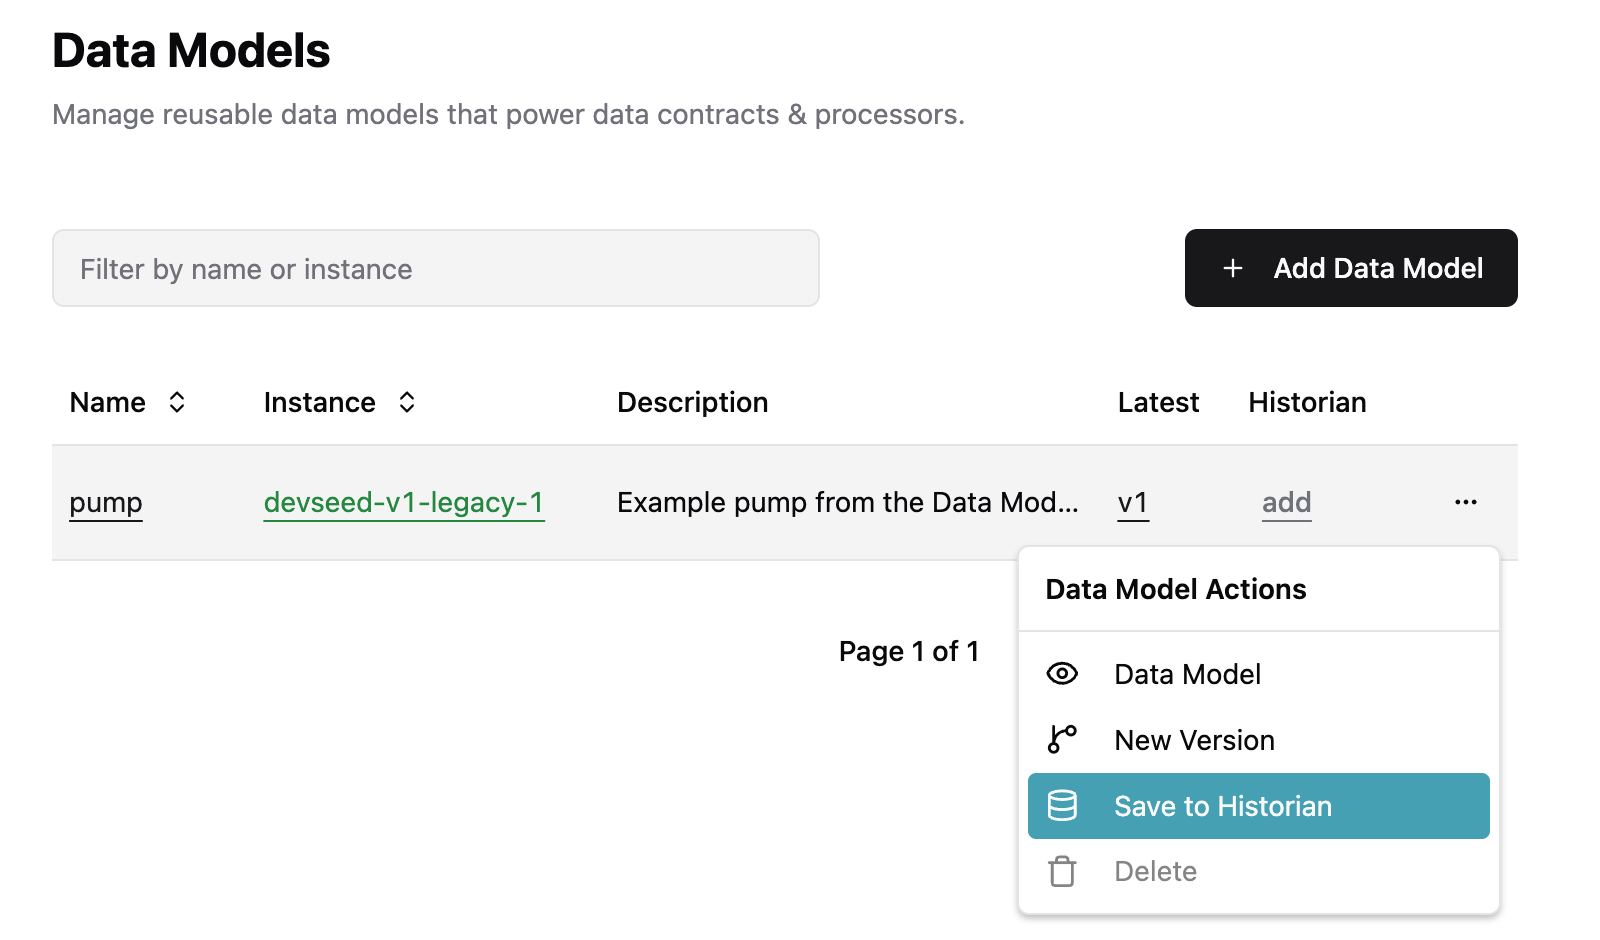 Data Models
Manage reusable data models that power data contracts & processors.
Filter by name or instance
+ Add Data Model
Name Instance Description Latest Historian
pump devseed-v1-legacy-1 Example pump from the Data Mod... v1 add ...
Data Model Actions
Page 1 of 1
Data Model
New Version
Save to Historian
Delete